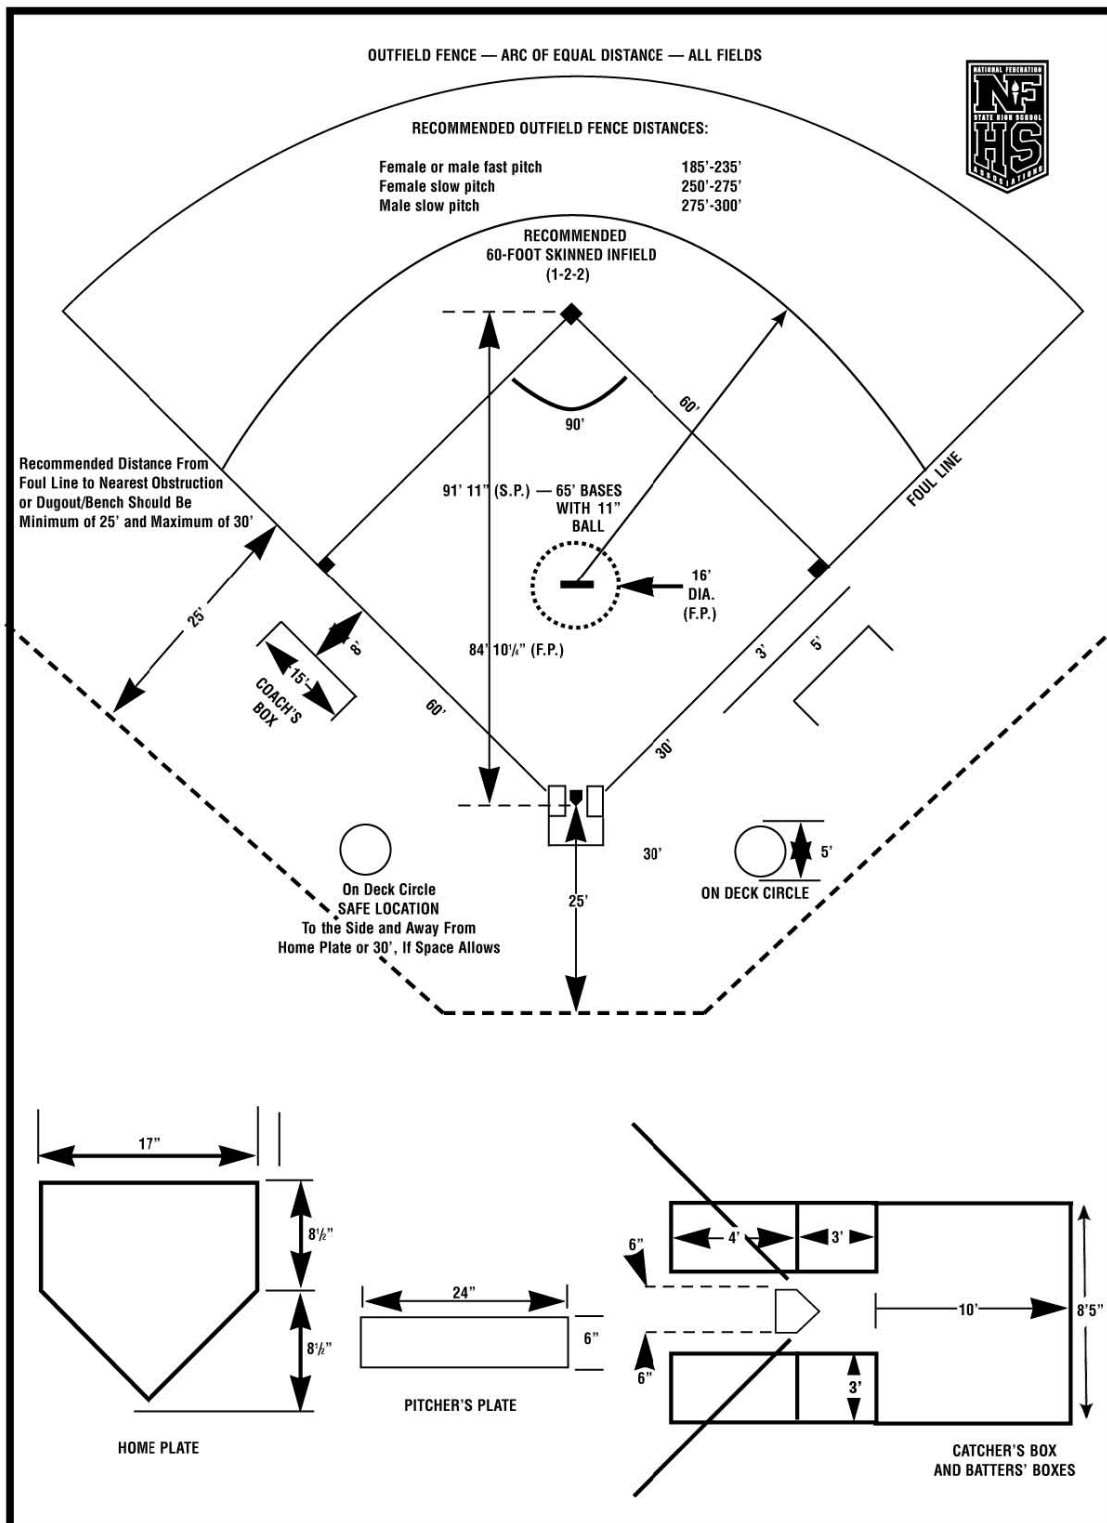 OUTFIELD FENCE — ARC OF EQUAL DISTANCE — ALL FIELDS
NATIONAL FEDERATION
NF
STATE HIGH SCHOOL
HS
ASSOCIATIONS
RECOMMENDED OUTFIELD FENCE DISTANCES:
Female or male fast pitch 185'-235'
Female slow pitch 250'-275'
Male slow pitch 275'-300'
RECOMMENDED
60-FOOT SKINNED INFIELD
(1-2-2)
60'
90'
Recommended Distance From
Foul Line to Nearest Obstruction
or Dugout/Bench Should Be
Minimum of 25' and Maximum of 30'
FOUL LINE
91' 11" (S.P.) — 65' BASES
WITH 11"
BALL
16'
DIA.
(F.P.)
25'
8'
84' 10¼" (F.P.)
3'
5'
15'
COACH'S
BOX
60'
30'
30'
5'
On Deck Circle
SAFE LOCATION
To the Side and Away From
Home Plate or 30', If Space Allows
25'
ON DECK CIRCLE
17"
8½"
8½"
HOME PLATE
24"
6"
PITCHER'S PLATE
6"
4'
3'
10'
8'5"
6"
3'
CATCHER'S BOX
AND BATTERS' BOXES